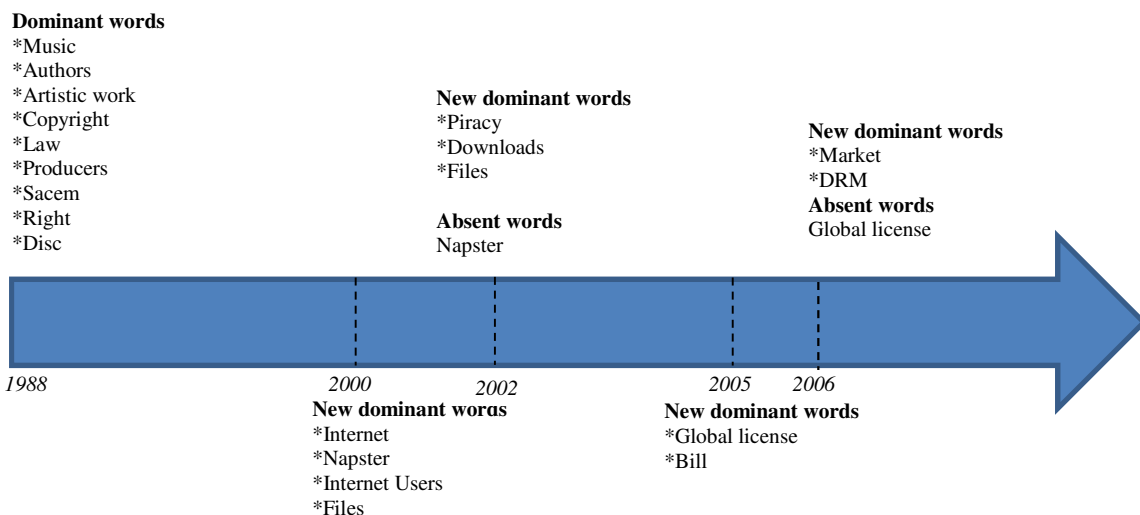 Dominant words
*Music
*Authors
*Artistic work
*Copyright
*Law
*Producers
*Sacem
*Right
*Disc
New dominant words
*Piracy
*Downloads
*Files
Absent words
Napster
New dominant words
*Market
*DRM
Absent words
Global license
1988
2000
2002
2005
2006
New dominant words
*Internet
*Napster
*Internet Users
*Files
New dominant words
*Global license
*Bill